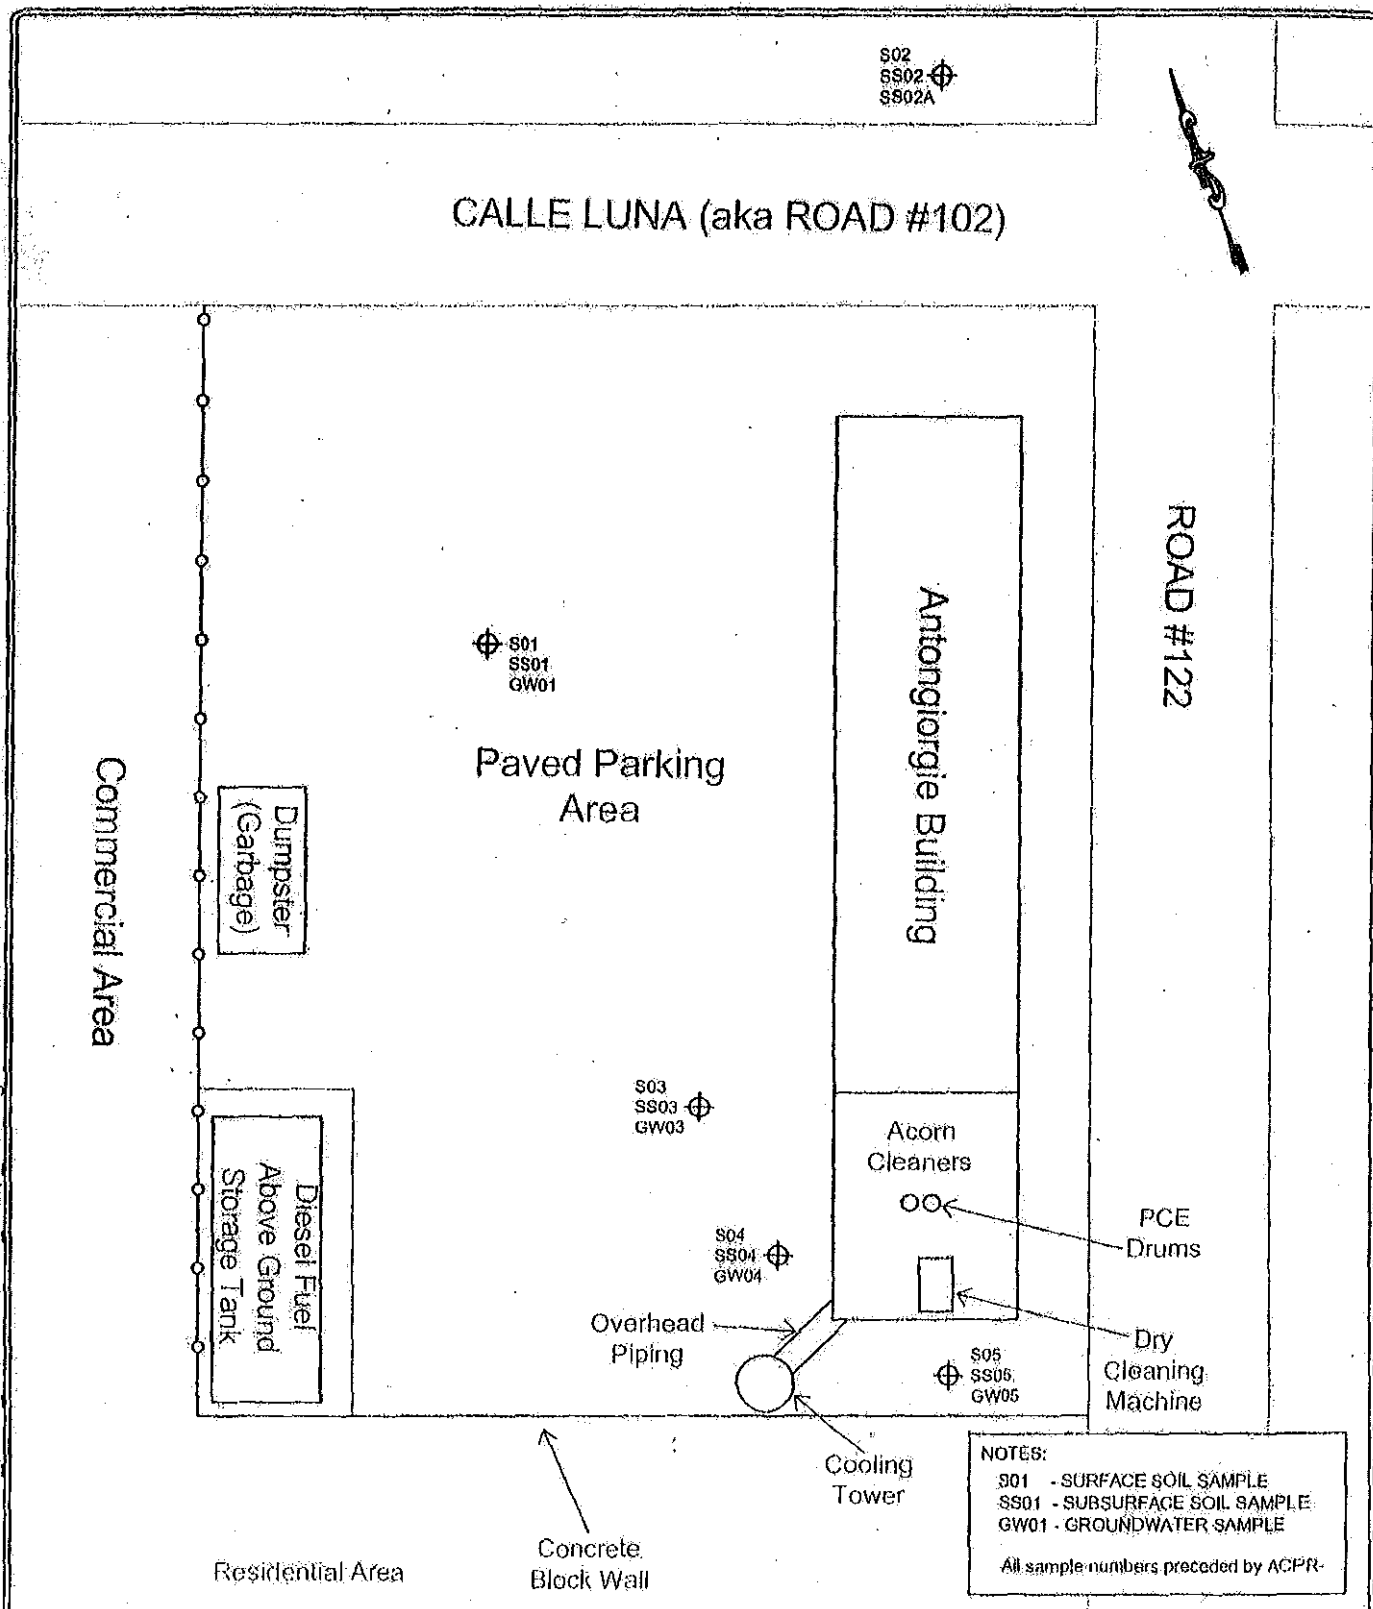 S02
SS02
SS02A
CALLE LUNA (aka ROAD #102)
ROAD #122
Antongiorgie Building
S01
SS01
GW01
Paved Parking
Area
Commercial Area
Dumpster
(Garbage)
S03
SS03
GW03
Acorn
Cleaners
PCE
Drums
S04
SS04
GW04
Diesel Fuel
Above Ground
Storage Tank
Overhead
Piping
Dry
Cleaning
Machine
S05
SS05
GW05
Cooling
Tower
Concrete
Block Wall
Residential Area
NOTES:
S01 - SURFACE SOIL SAMPLE
SS01 - SUBSURFACE SOIL SAMPLE
GW01 - GROUNDWATER SAMPLE
All sample numbers preceded by ACPR-